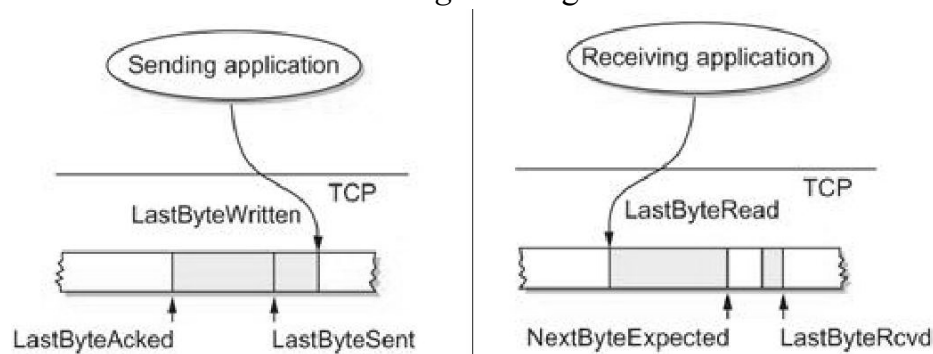 Sending application
TCP
LastByteWritten
LastByteAcked
LastByteSent
Receiving application
TCP
LastByteRead
NextByteExpected
LastByteRcvd